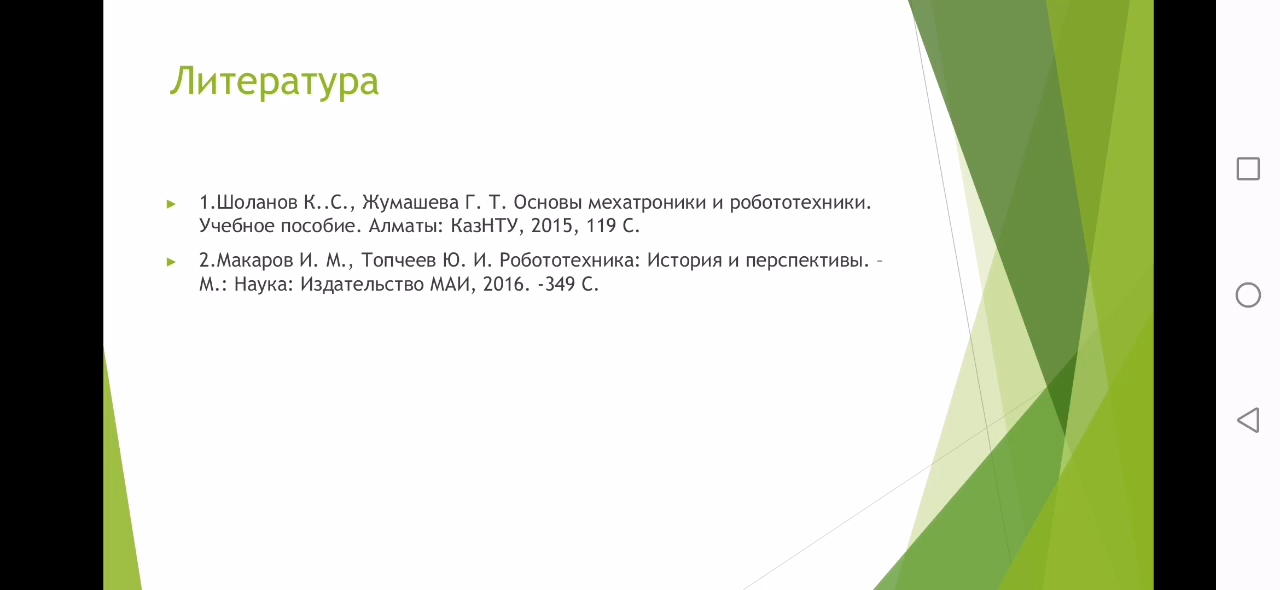 Литература
1.Шоланов К..С., Жумашева Г. Т. Основы мехатроники и робототехники.
Учебное пособие. Алматы: КазНТУ, 2015, 119 С.
2.Макаров И. М., Топчеев Ю. И. Робототехника: История и перспективы. –
М.: Наука: Издательство МАИ, 2016. -349 С.